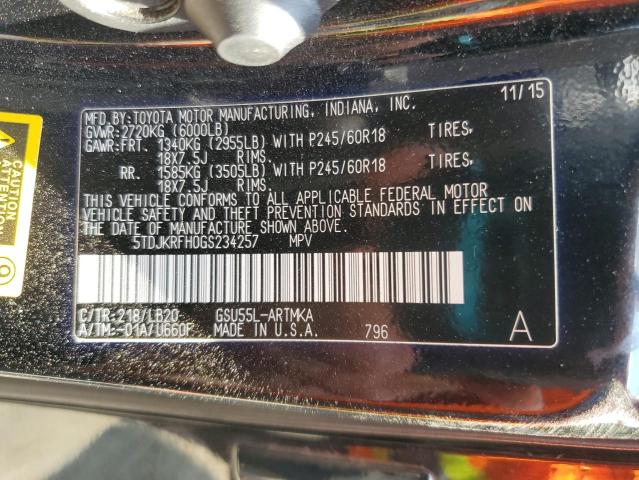 MFD.BY:TOYOTA MOTOR MANUFACTURING, INDIANA, INC. 11/15
GVWR:2720KG (6000LB)
GAWR:FRT. 1340KG (2955LB) WITH P245/60R18 TIRES,
18X7.5J RIMS.
RR. 1585KG (3505LB) WITH P245/60R18 TIRES,
18X7.5J RIMS.
THIS VEHICLE CONFORMS TO ALL APPLICABLE FEDERAL MOTOR
VEHICLE SAFETY AND THEFT PREVENTION STANDARDS IN EFFECT ON
THE DATE OF MANUFACTURE SHOWN ABOVE.
5TDJKRFH0GS234257 MPV
C/TR:218/LB20 GSU55L-ARTMKA
A/TM:-01A/U660F MADE IN U.S.A. 796 A
CAUTION
ATTENTION